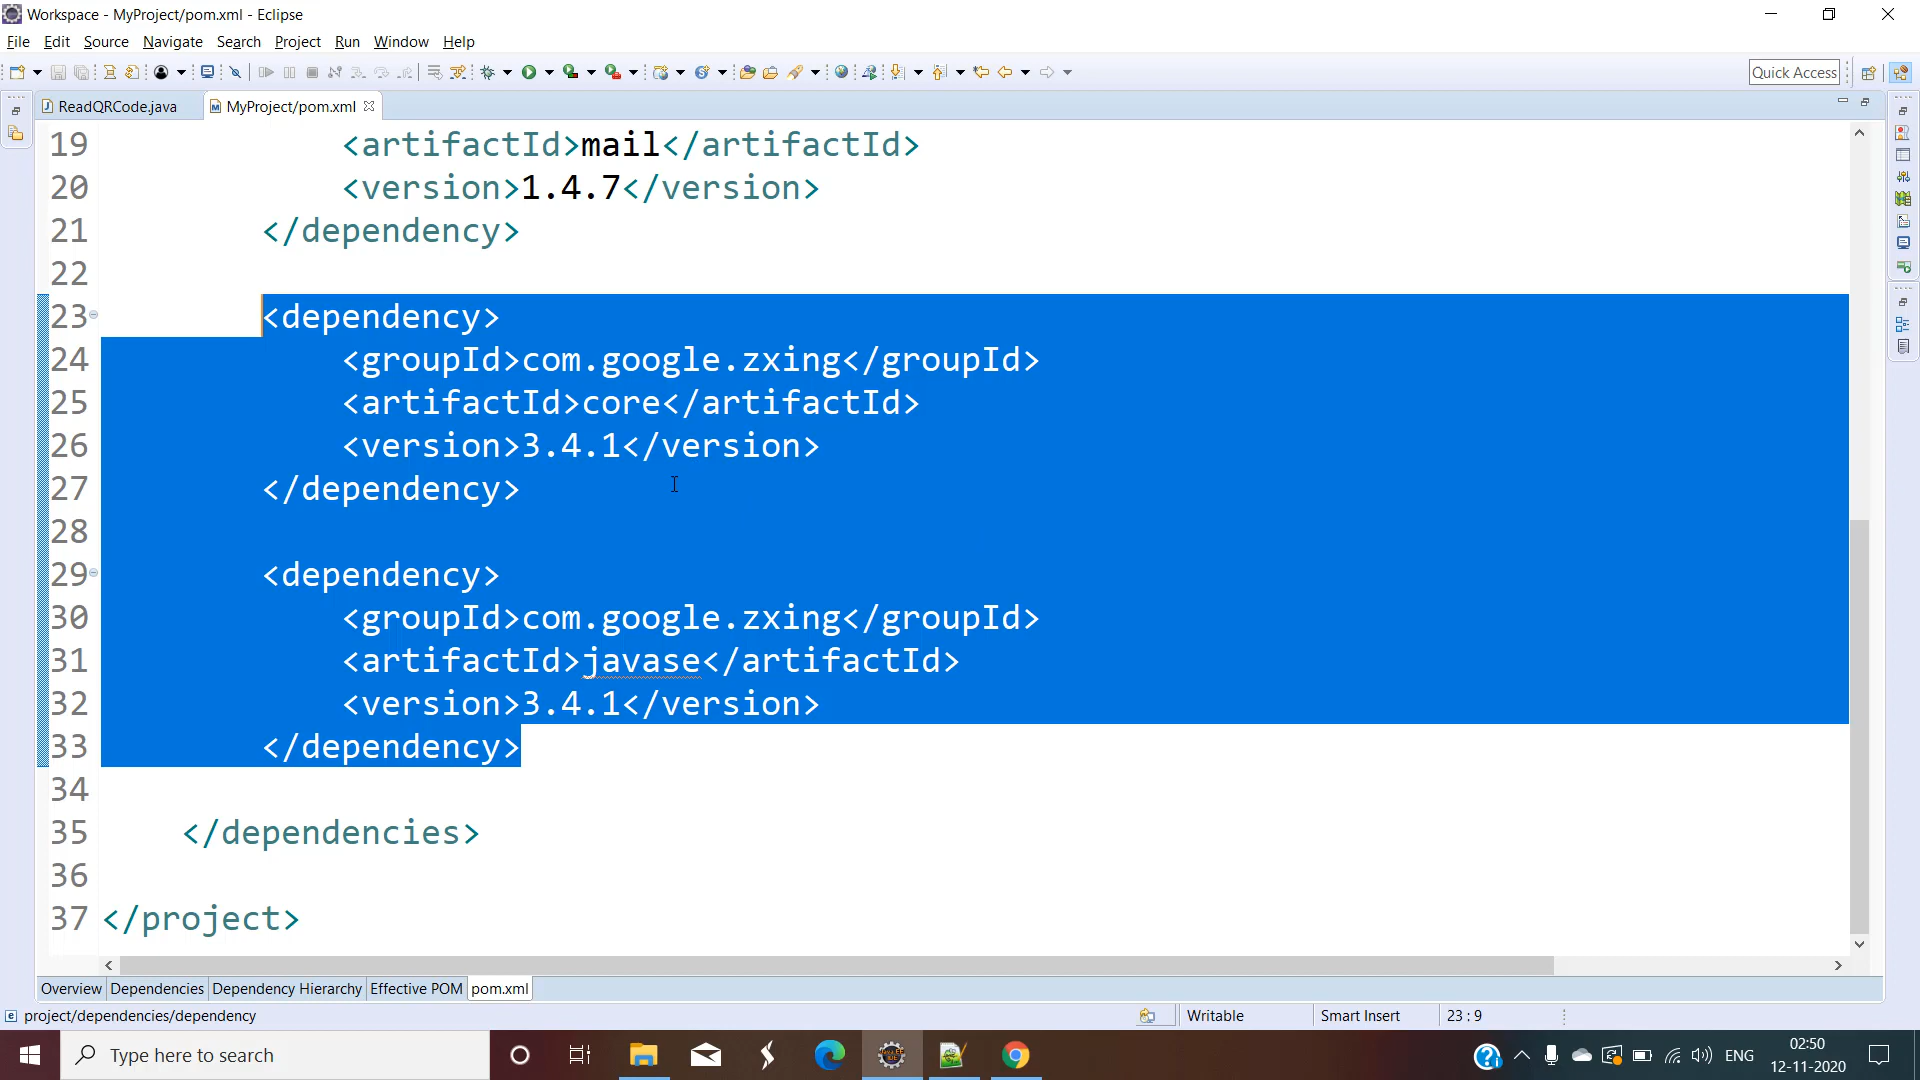 Workspace - MyProject/pom.xml - Eclipse
File Edit Source Navigate Search Project Run Window Help
Quick Access
ReadQRCode.java MyProject/pom.xml
19 <artifactId>mail</artifactId>
20 <version>1.4.7</version>
21 </dependency>
22
23 <dependency>
24 <groupId>com.google.zxing</groupId>
25 <artifactId>core</artifactId>
26 <version>3.4.1</version>
27 </dependency>
28
29 <dependency>
30 <groupId>com.google.zxing</groupId>
31 <artifactId>javase</artifactId>
32 <version>3.4.1</version>
33 </dependency>
34
35 </dependencies>
36
37 </project>
Overview Dependencies Dependency Hierarchy Effective POM pom.xml
project/dependencies/dependency Writable Smart Insert 23 : 9
Type here to search
ENG
02:50
12-11-2020